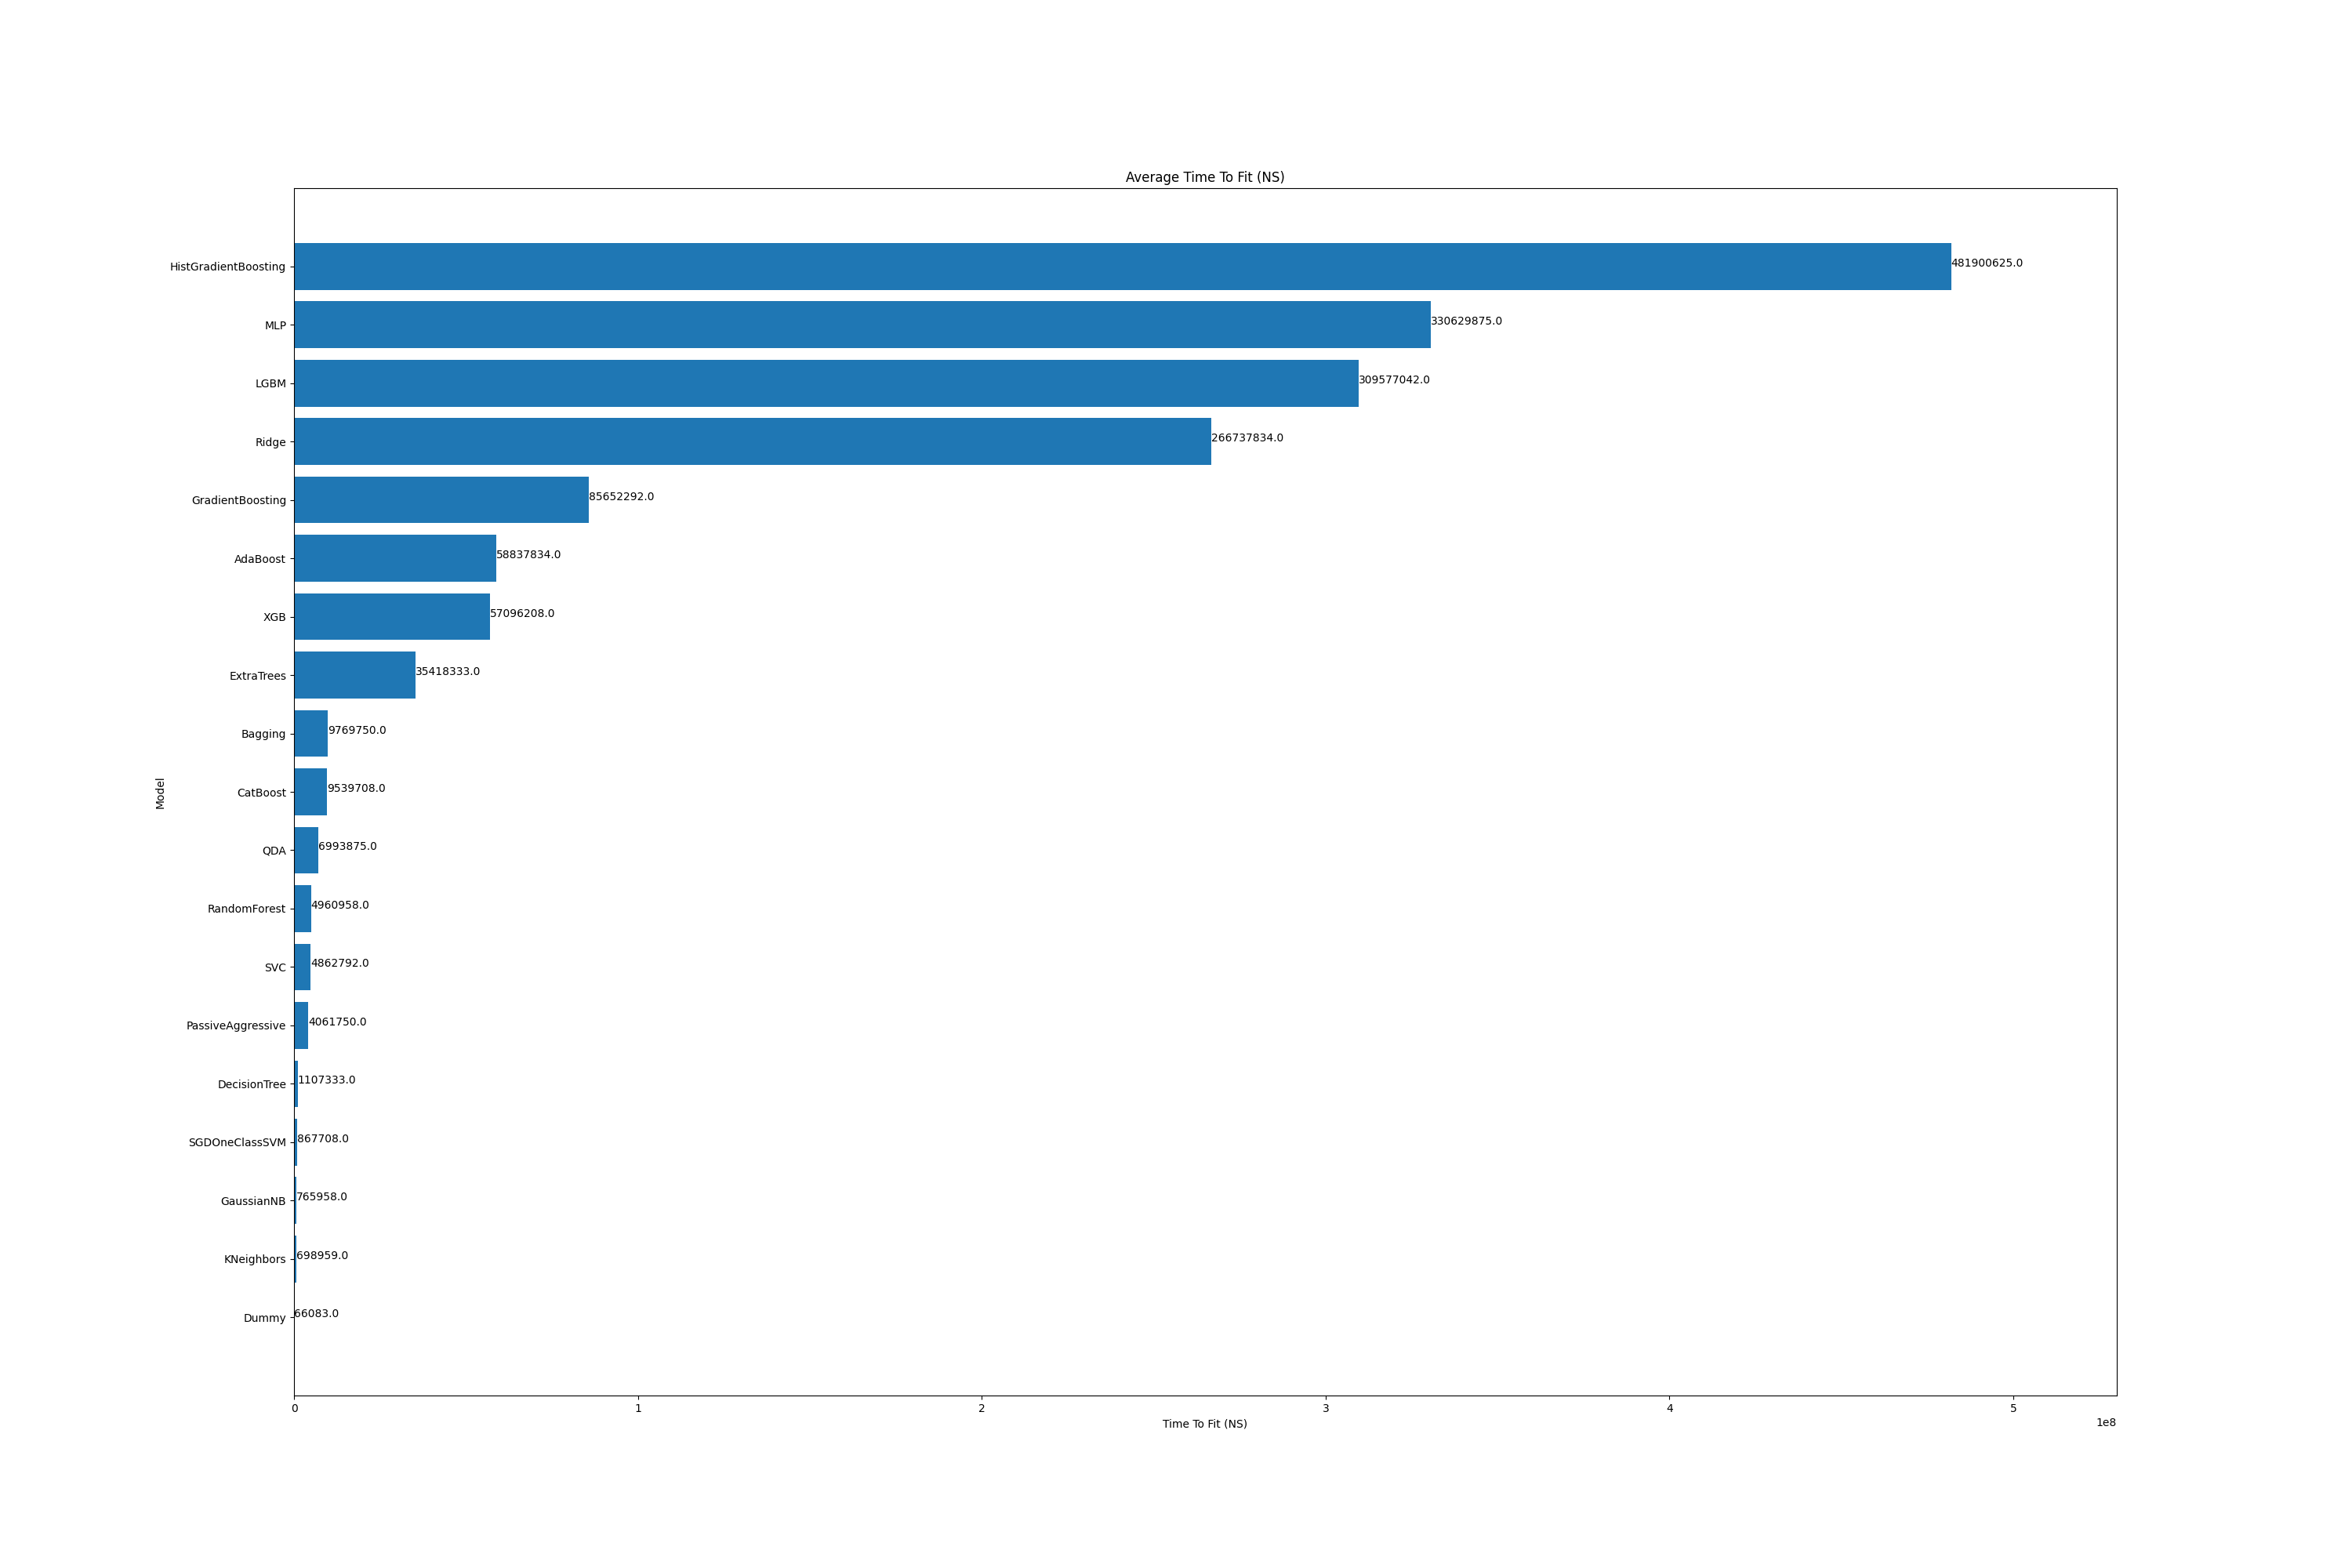 Average Time To Fit (NS)
HistGradientBoosting 481900625.0
MLP 330629875.0
LGBM 309577042.0
Ridge 266737834.0
GradientBoosting 85652292.0
AdaBoost 58837834.0
XGB 57096208.0
ExtraTrees 35418333.0
Bagging 9769750.0
CatBoost 9539708.0
Model
QDA 6993875.0
RandomForest 4960958.0
SVC 4862792.0
PassiveAggressive 4061750.0
DecisionTree 1107333.0
SGDOneClassSVM 867708.0
GaussianNB 765958.0
KNeighbors 698959.0
Dummy 66083.0
0 1 2 3 4 5
Time To Fit (NS)
1e8